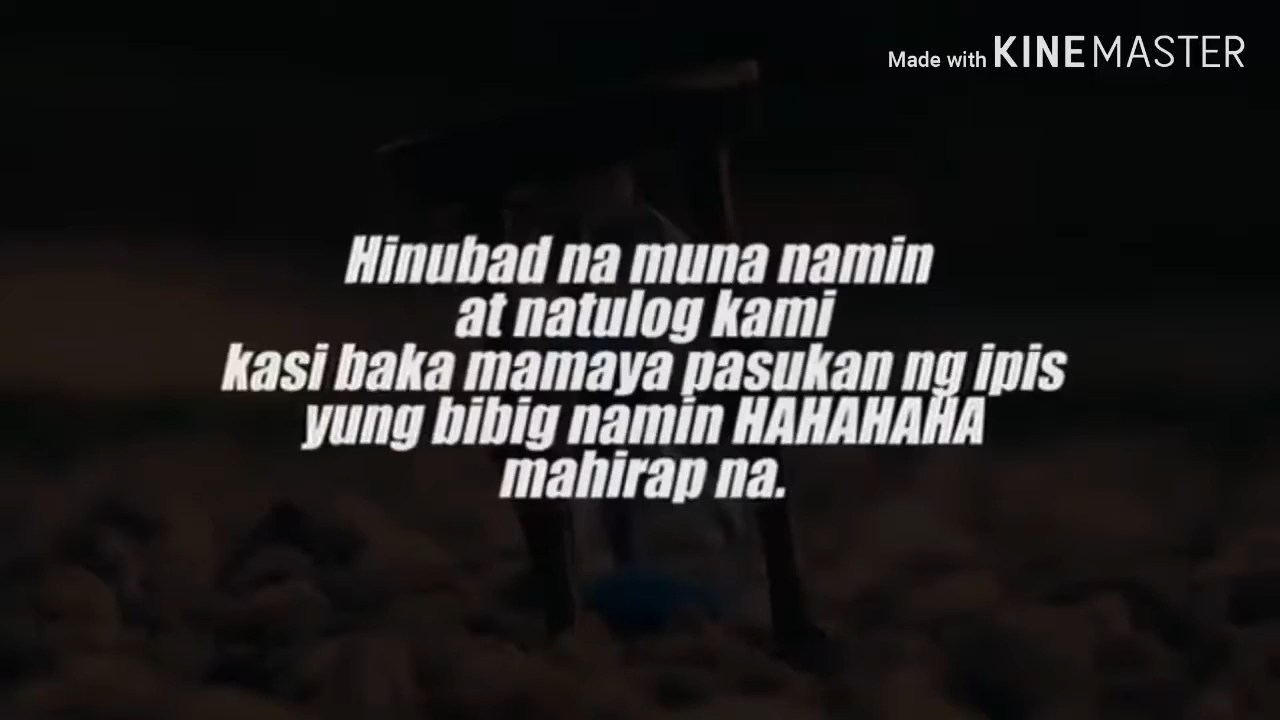 Made with KINEMASTER
Hinubad na muna namin
at natulog kami
kasi baka mamaya pasukan ng ipis
yung bibig namin HAHAHAHA
mahirap na.